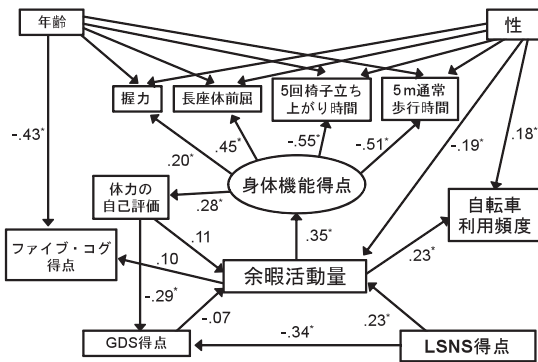 年齢
性
握力
長座体前屈
5回椅子立ち
上がり時間
5m通常
歩行時間
-.43*
.20*
.45*
-.55*
-.51*
-.19*
.18*
身体機能得点
体力の
自己評価
.28*
自転車
利用頻度
ファイブ・コグ
得点
.11
.35*
.10
余暇活動量
.23*
-.29*
-.07
.23*
-.34*
GDS得点
LSNS得点